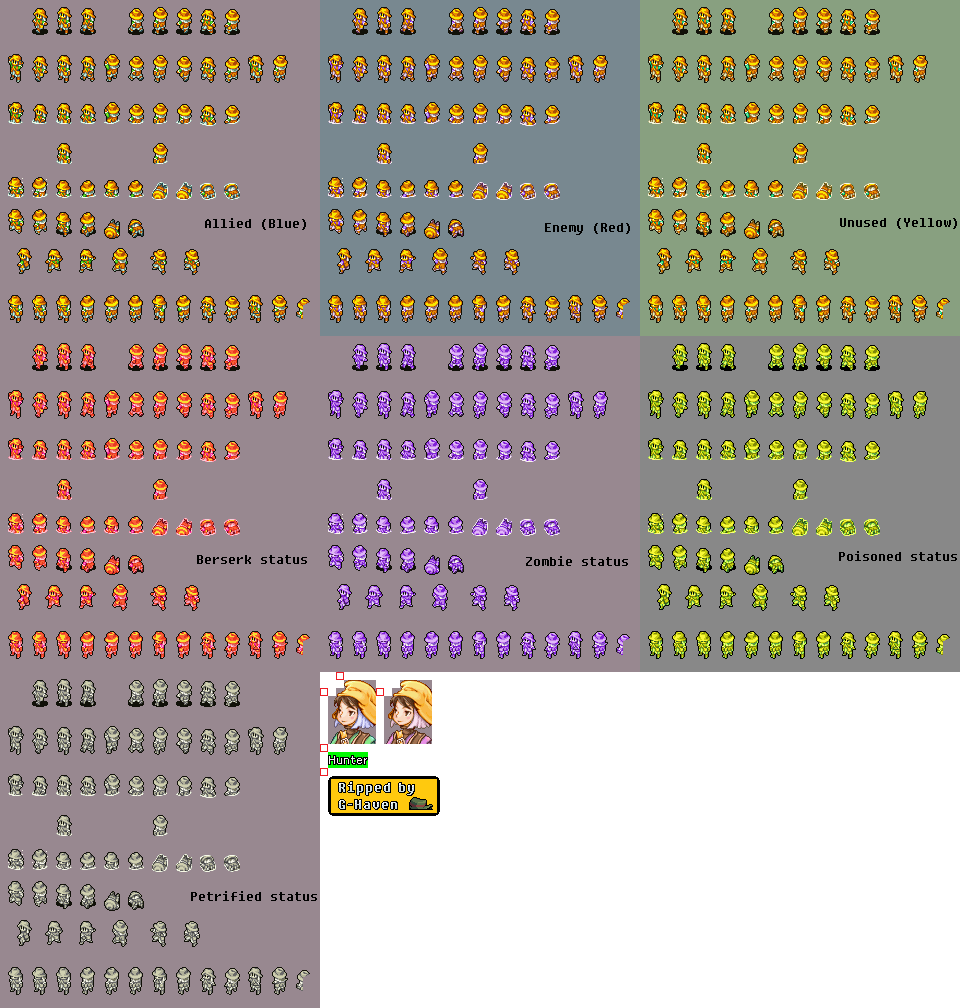 Allied (Blue)
Enemy (Red)
Unused (Yellow)
Berserk status
Zombie status
Poisoned status
Petrified status
Hunter
Ripped by
G-Haven